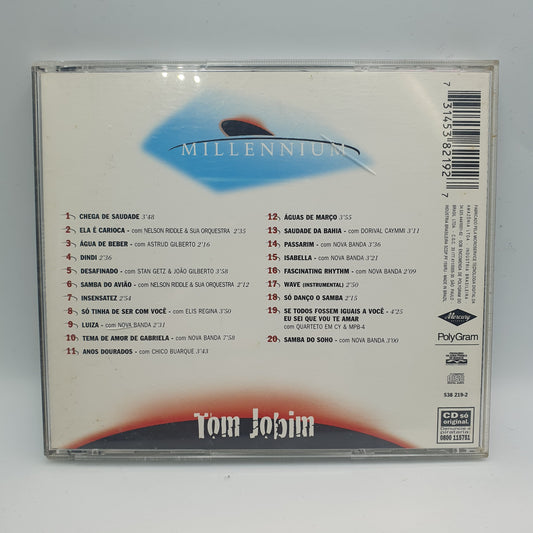 MILLENNIUM
1 CHEGA DE SAUDADE 3'48
2 ELA É CARIOCA - com NELSON RIDDLE & SUA ORQUESTRA 2'35
3 ÁGUA DE BEBER - com ASTRUD GILBERTO 2'16
4 DINDI 2'36
5 DESAFINADO - com STAN GETZ & JOÃO GILBERTO 3'58
6 SAMBA DO AVIÃO - com NELSON RIDDLE & SUA ORQUESTRA 2'12
7 INSENSATEZ 2'54
8 SÓ TINHA DE SER COM VOCÊ - com ELIS REGINA 3'50
9 LUIZA - com NOVA BANDA 2'31
10 TEMA DE AMOR DE GABRIELA - com NOVA BANDA 7'58
11 ANOS DOURADOS - com CHICO BUARQUE 3'43
12 ÁGUAS DE MARÇO 3'55
13 SAUDADE DA BAHIA - com DORIVAL CAYMMI 3'11
14 PASSARIM - com NOVA BANDA 3'36
15 ISABELLA - com NOVA BANDA 3'21
16 FASCINATING RHYTHM - com NOVA BANDA 2'09
17 WAVE (INSTRUMENTAL) 2'50
18 SÓ DANÇO O SAMBA 2'15
19 SE TODOS FOSSEM IGUAIS A VOCÊ - 4'25
EU SEI QUE VOU TE AMAR
com QUARTETO EM CY & MPB-4
20 SAMBA DO SOHO - com NOVA BANDA 3'00
Tom Jobim
7 31453 82192 7
Mercury
PolyGram
538 219-2
CD só
original.
Denuncie a
pirataria:
0800 118751